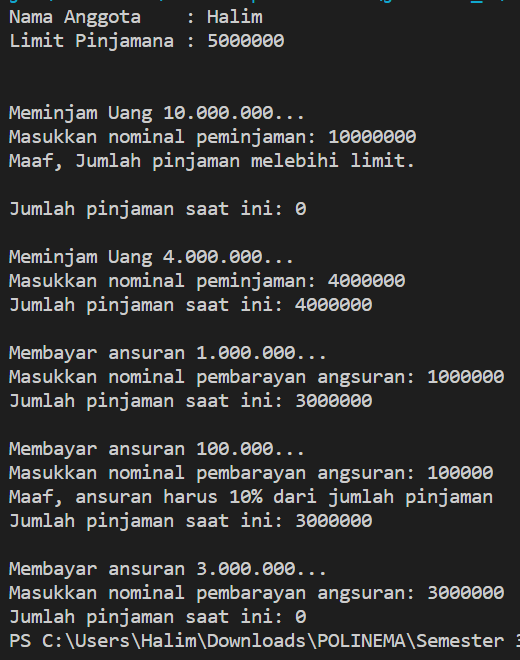 Nama Anggota    : Halim
Limit Pinjamana : 5000000
Meminjam Uang 10.000.000...
Masukkan nominal peminjaman: 10000000
Maaf, Jumlah pinjaman melebihi limit.
Jumlah pinjaman saat ini: 0
Meminjam Uang 4.000.000...
Masukkan nominal peminjaman: 4000000
Jumlah pinjaman saat ini: 4000000
Membayar ansuran 1.000.000...
Masukkan nominal pembarayan angsuran: 1000000
Jumlah pinjaman saat ini: 3000000
Membayar ansuran 100.000...
Masukkan nominal pembarayan angsuran: 100000
Maaf, ansuran harus 10% dari jumlah pinjaman
Jumlah pinjaman saat ini: 3000000
Membayar ansuran 3.000.000...
Masukkan nominal pembarayan angsuran: 3000000
Jumlah pinjaman saat ini: 0
PS C:\Users\Halim\Downloads\POLINEMA\Semester 3